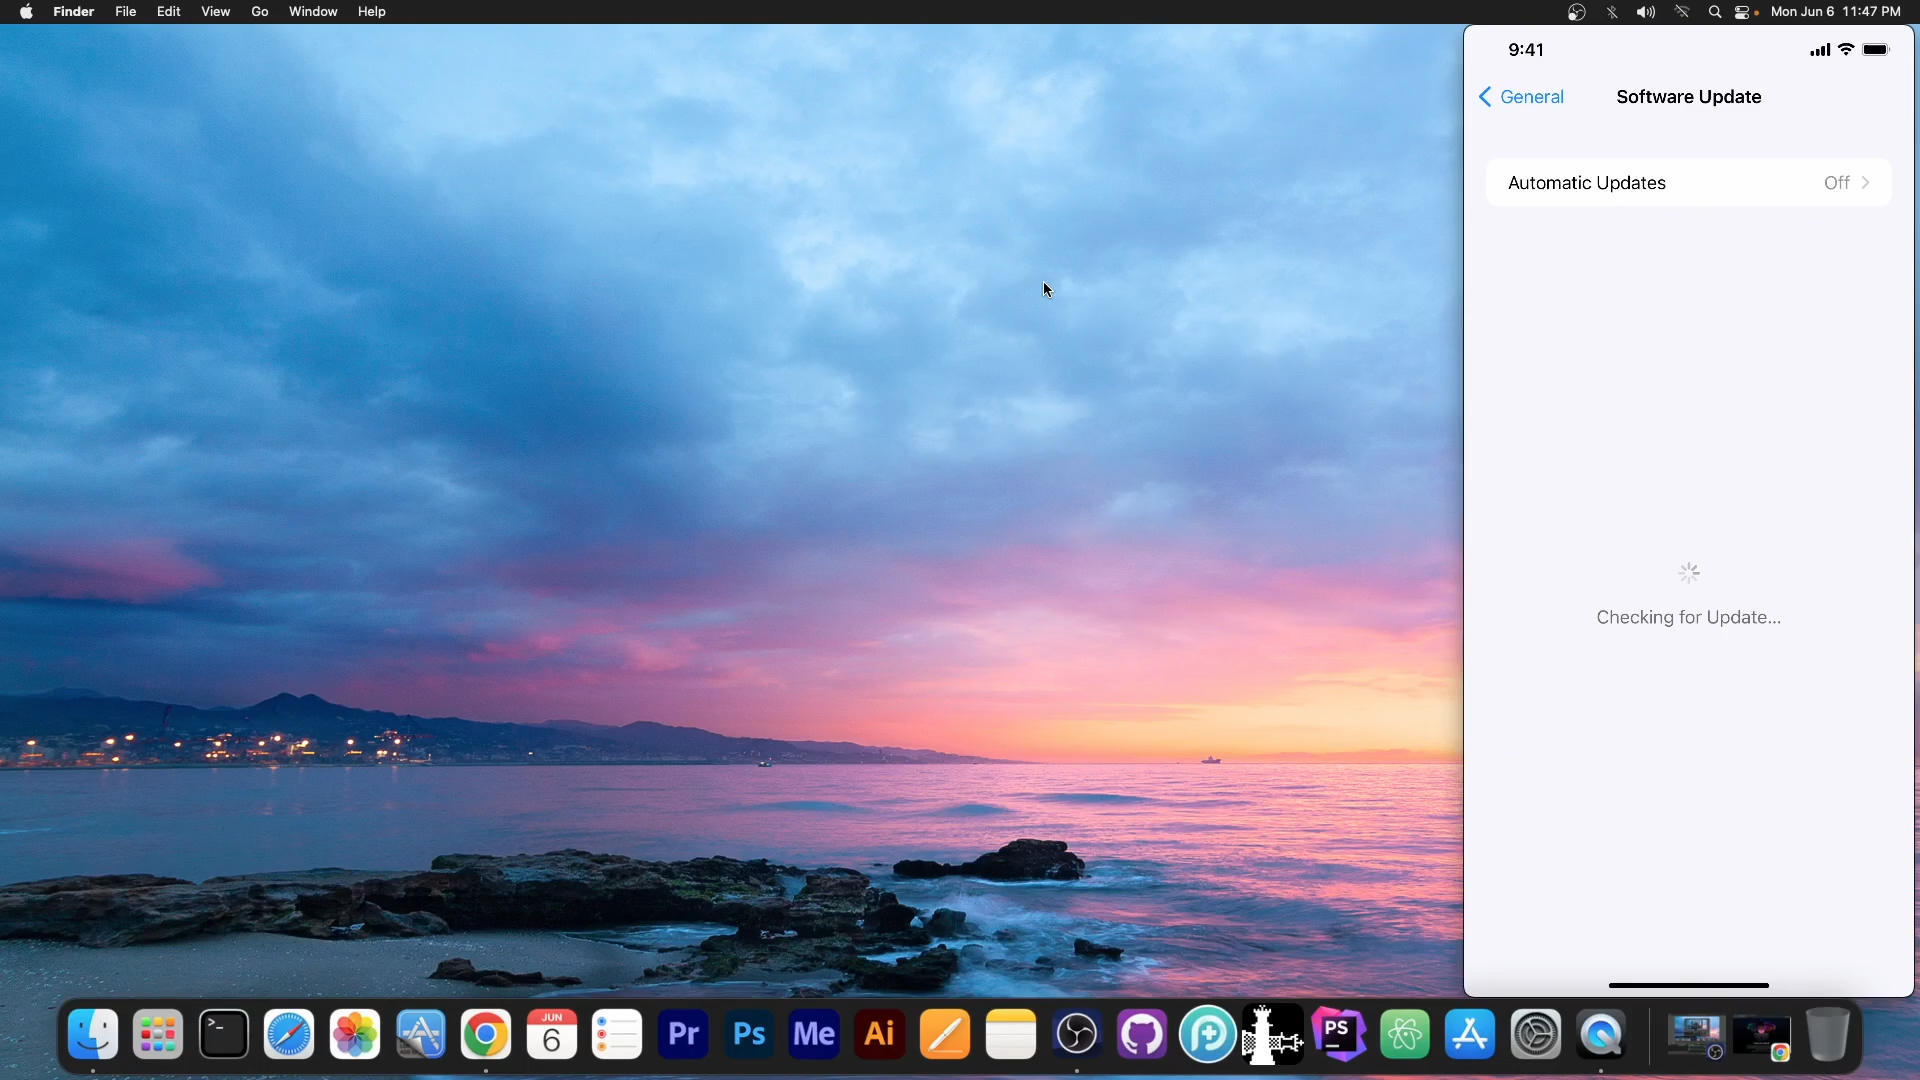 Finder File Edit View Go Window Help Mon Jun 6 11:47 PM
9:41
General Software Update
Automatic Updates Off
Checking for Update...
>_ JUN 6 Pr Ps Me Ai PS